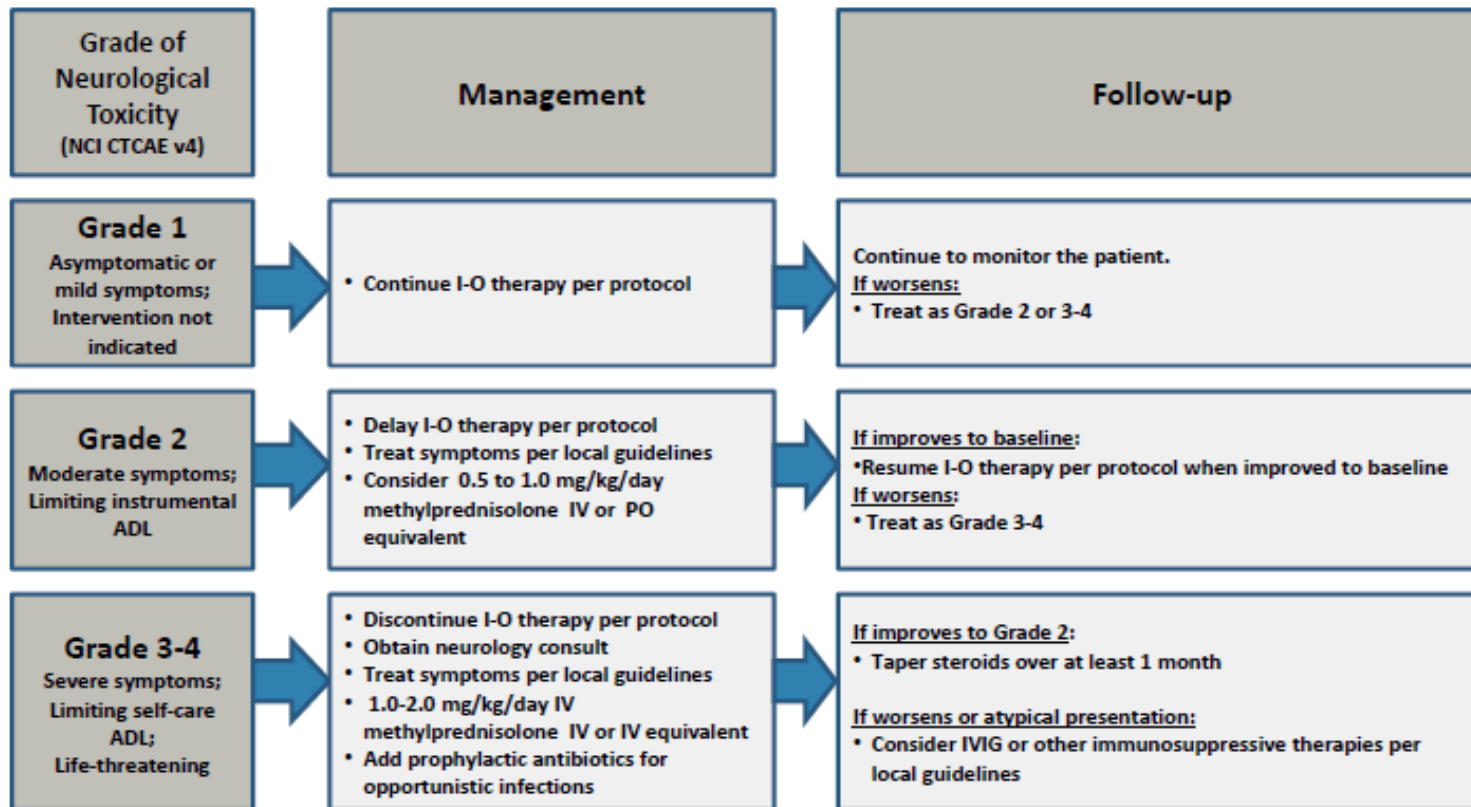 Grade of
Neurological
Toxicity
(NCI CTCAE v4)
Management
Follow-up
Grade 1
Asymptomatic or
mild symptoms;
Intervention not
indicated
• Continue I-O therapy per protocol
Continue to monitor the patient.
If worsens:
• Treat as Grade 2 or 3-4
Grade 2
Moderate symptoms;
Limiting instrumental
ADL
• Delay I-O therapy per protocol
• Treat symptoms per local guidelines
• Consider 0.5 to 1.0 mg/kg/day
methylprednisolone IV or PO
equivalent
If improves to baseline:
•Resume I-O therapy per protocol when improved to baseline
If worsens:
• Treat as Grade 3-4
Grade 3-4
Severe symptoms;
Limiting self-care
ADL;
Life-threatening
• Discontinue I-O therapy per protocol
• Obtain neurology consult
• Treat symptoms per local guidelines
• 1.0-2.0 mg/kg/day IV
methylprednisolone IV or IV equivalent
• Add prophylactic antibiotics for
opportunistic infections
If improves to Grade 2:
• Taper steroids over at least 1 month
If worsens or atypical presentation:
• Consider IVIG or other immunosuppressive therapies per
local guidelines